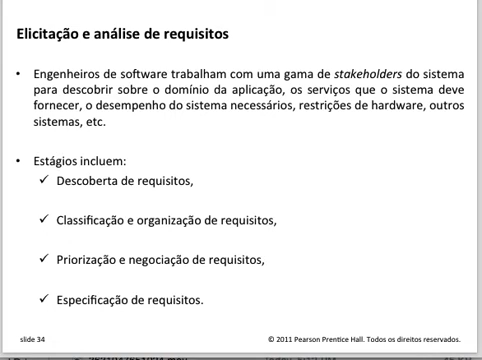 Elicitação e análise de requisitos
• Engenheiros de software trabalham com uma gama de stakeholders do sistema
para descobrir sobre o domínio da aplicação, os serviços que o sistema deve
fornecer, o desempenho do sistema necessários, restrições de hardware, outros
sistemas, etc.
• Estágios incluem:
✓ Descoberta de requisitos,
✓ Classificação e organização de requisitos,
✓ Priorização e negociação de requisitos,
✓ Especificação de requisitos.
slide 34 © 2011 Pearson Prentice Hall. Todos os direitos reservados.